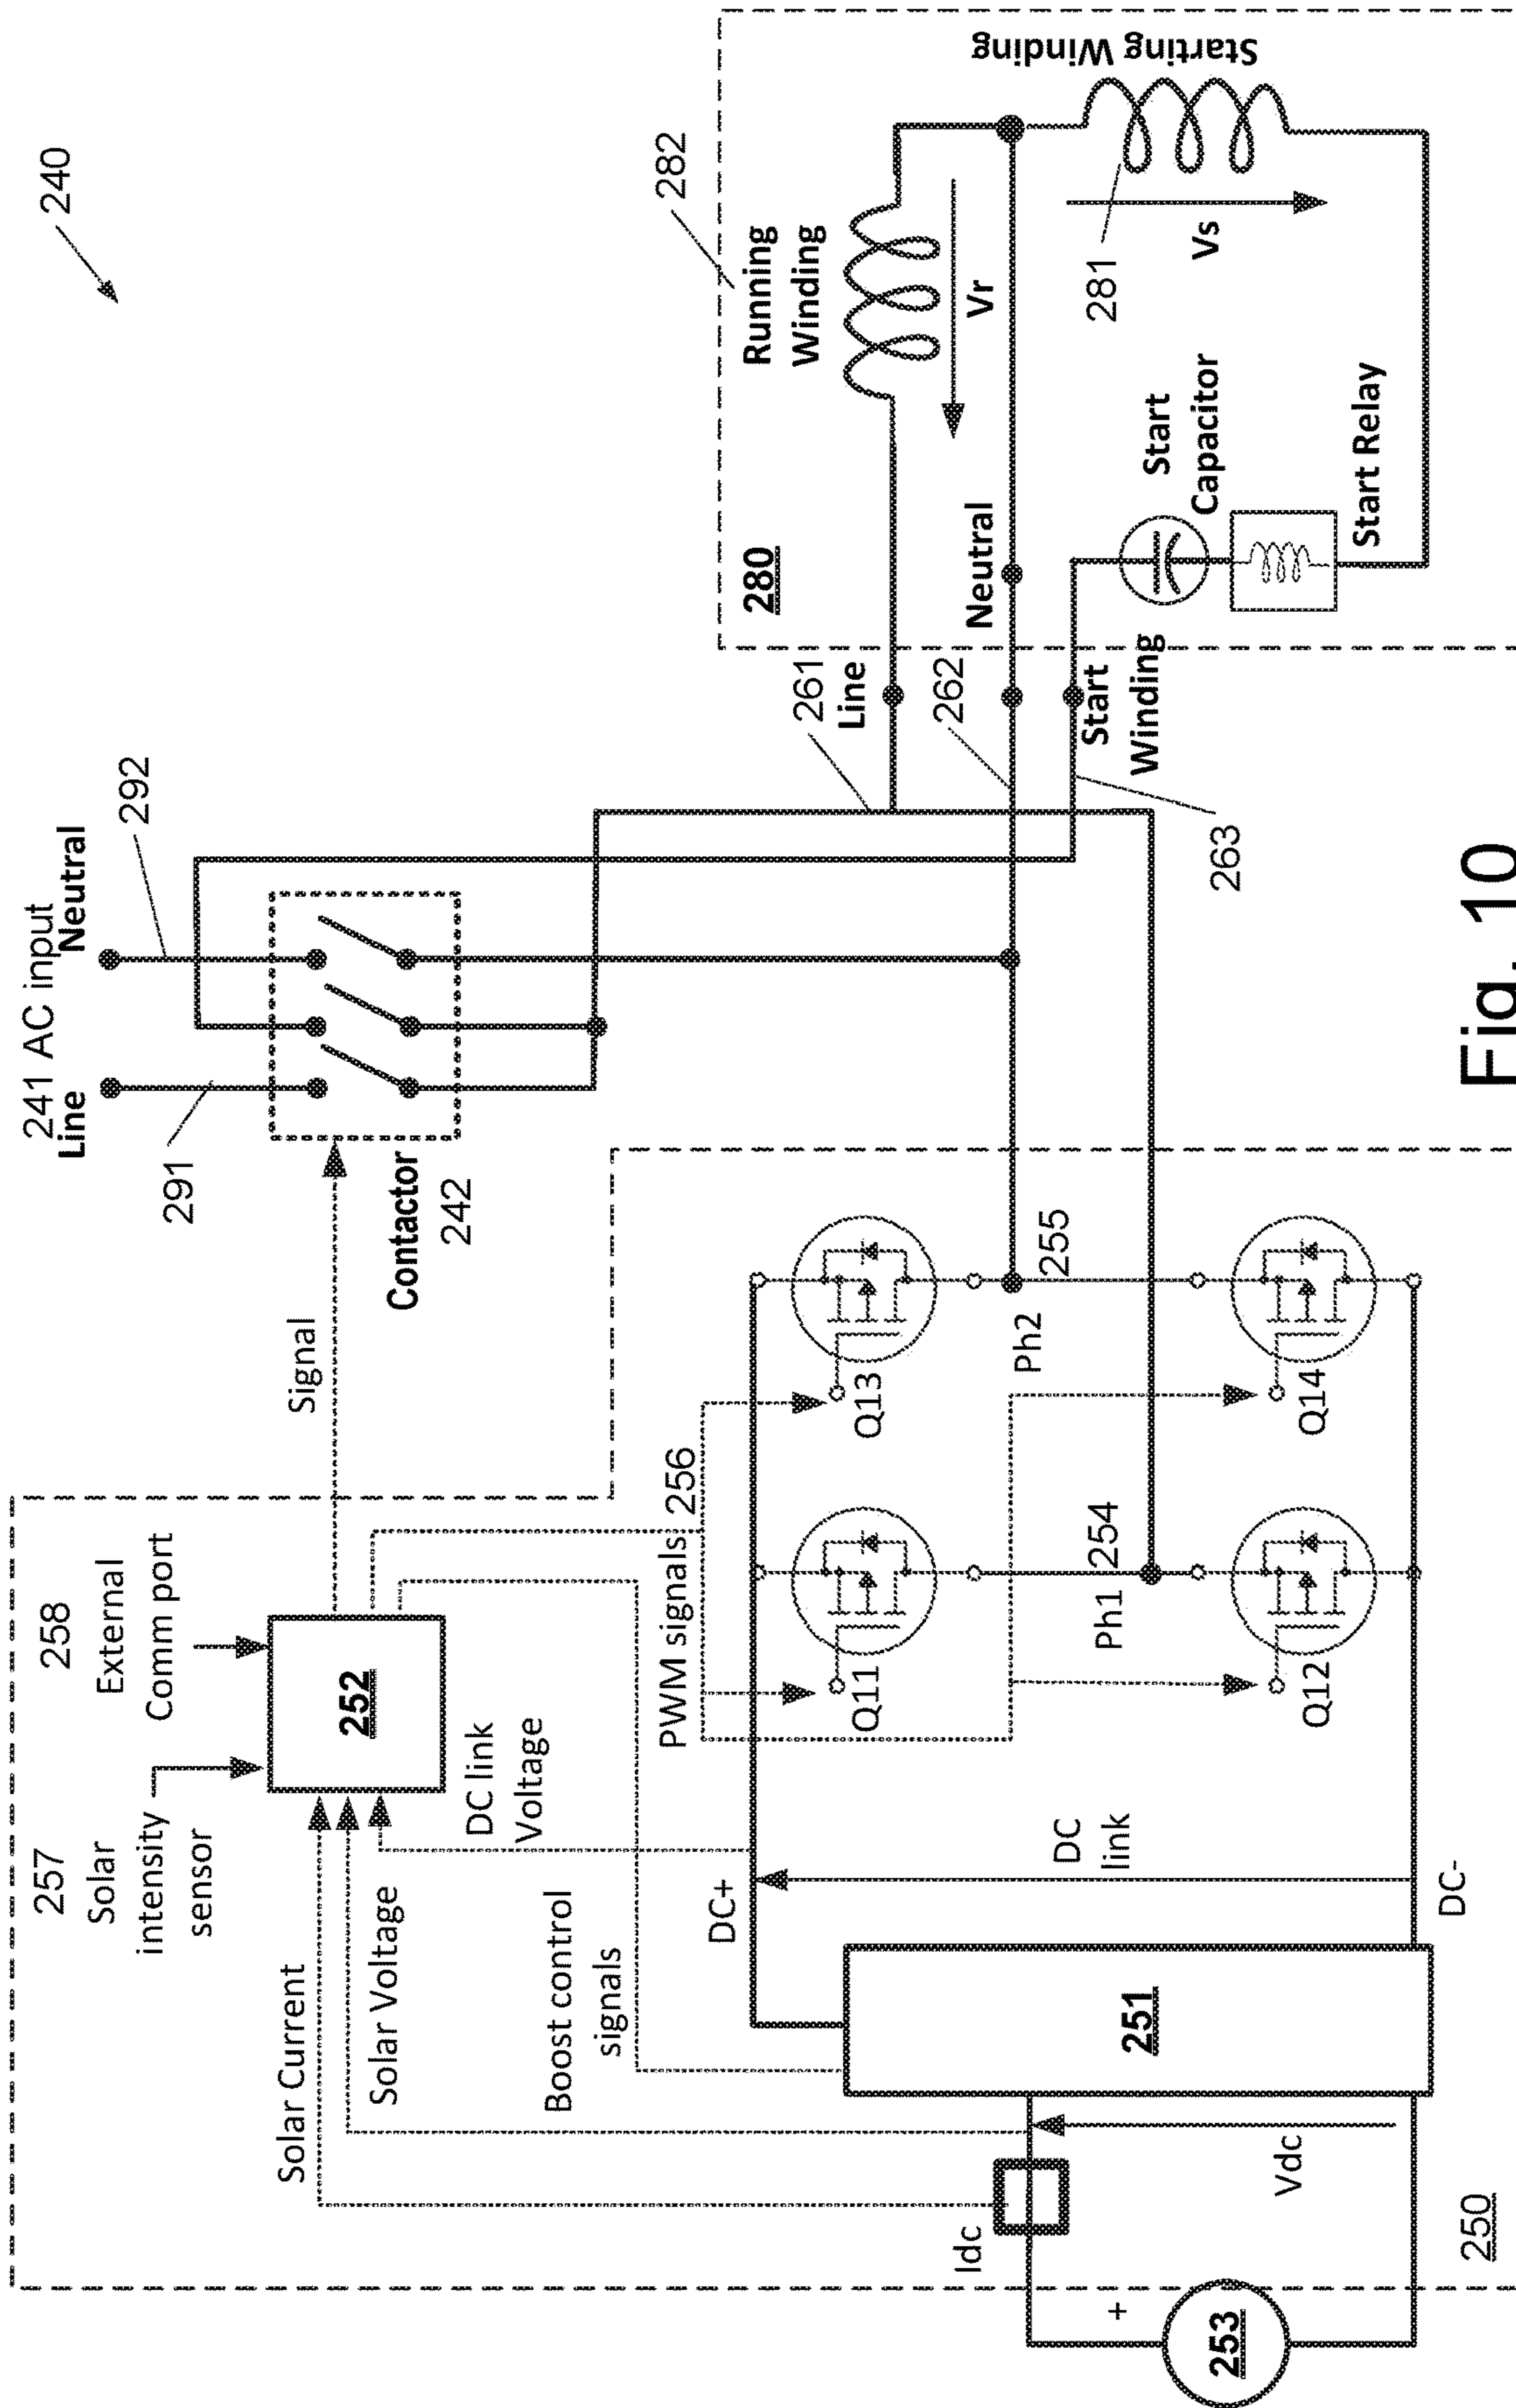 240
241 AC input
Line
Neutral
291
292
Contactor
242
Signal
257
Solar
intensity
sensor
258
External
Comm port
252
Solar Current
Solar Voltage
DC link
Voltage
Boost control
signals
PWM signals 256
DC+
DC
link
DC-
251
Idc
Vdc
+
253
250
Q11
Q13
Q12
Q14
Ph1
254
Ph2
255
261
Line
262
Start
Winding
263
280
Neutral
Running
Winding
282
Vr
Starting Winding
281
Vs
Start
Capacitor
Start Relay
Fig. 10